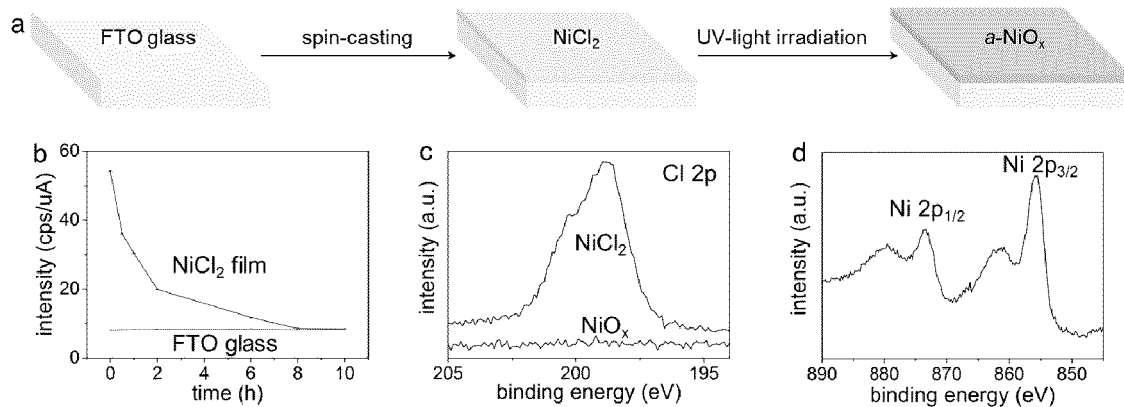 a
FTO glass
spin-casting
NiCl₂
UV-light irradiation
a-NiOₓ
b
60
40
20
0
intensity (cps/uA)
NiCl₂ film
FTO glass
0 2 4 6 8 10
time (h)
c
Cl 2p
NiCl₂
NiOₓ
intensity (a.u.)
205 200 195
binding energy (eV)
d
Ni 2p₃/₂
Ni 2p₁/₂
intensity (a.u.)
890 880 870 860 850
binding energy (eV)